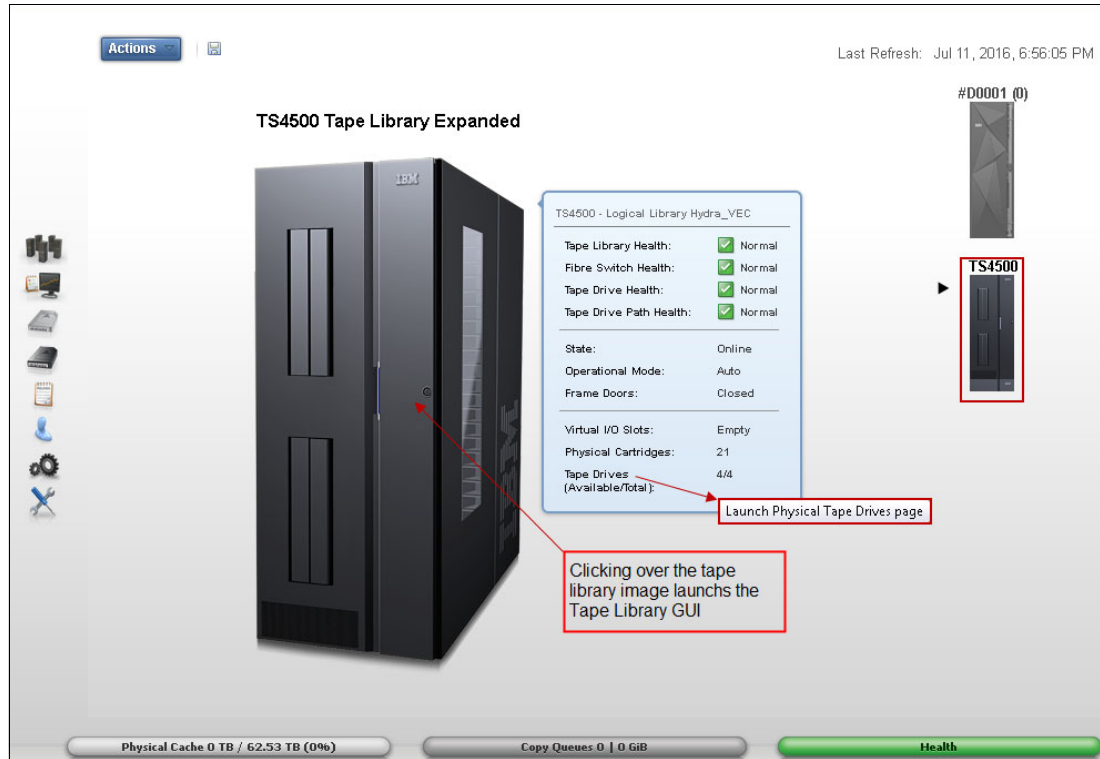 Actions
Last Refresh: Jul 11, 2016, 6:56:05 PM
#D0001 (0)
TS4500 Tape Library Expanded
IBM
TS4500 - Logical Library Hydra_VEC
Tape Library Health: Normal
Fibre Switch Health: Normal
Tape Drive Health: Normal
Tape Drive Path Health: Normal
TS4500
State: Online
Operational Mode: Auto
Frame Doors: Closed
Virtual I/O Slots: Empty
Physical Cartridges: 21
Tape Drives 4/4
(Available/Total):
IBM
Launch Physical Tape Drives page
Clicking over the tape
library image launchs the
Tape Library GUI
Physical Cache 0 TB / 62.53 TB (0%)
Copy Queues 0 | 0 GiB
Health